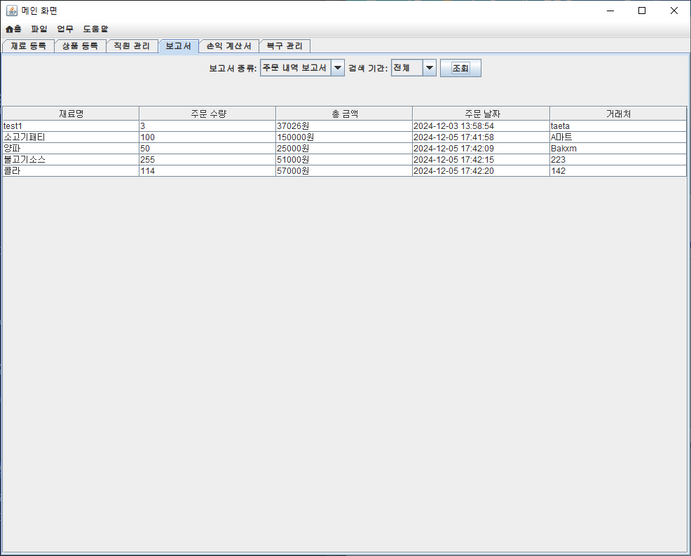 메인 화면
홈 파일 업무 도움말
재료 등록 상품 등록 직원 관리 보고서 손익 계산서 복구 관리
보고서 종류: 주문 내역 보고서 검색 기간: 전체 조회
재료명 주문 수량 총 금액 주문 날짜 거래처
test1 3 37026원 2024-12-03 13:58:54 taeta
소고기패티 100 150000원 2024-12-05 17:41:58 A마트
양파 50 25000원 2024-12-05 17:42:09 Bakxm
불고기소스 255 51000원 2024-12-05 17:42:15 223
콜라 114 57000원 2024-12-05 17:42:20 142